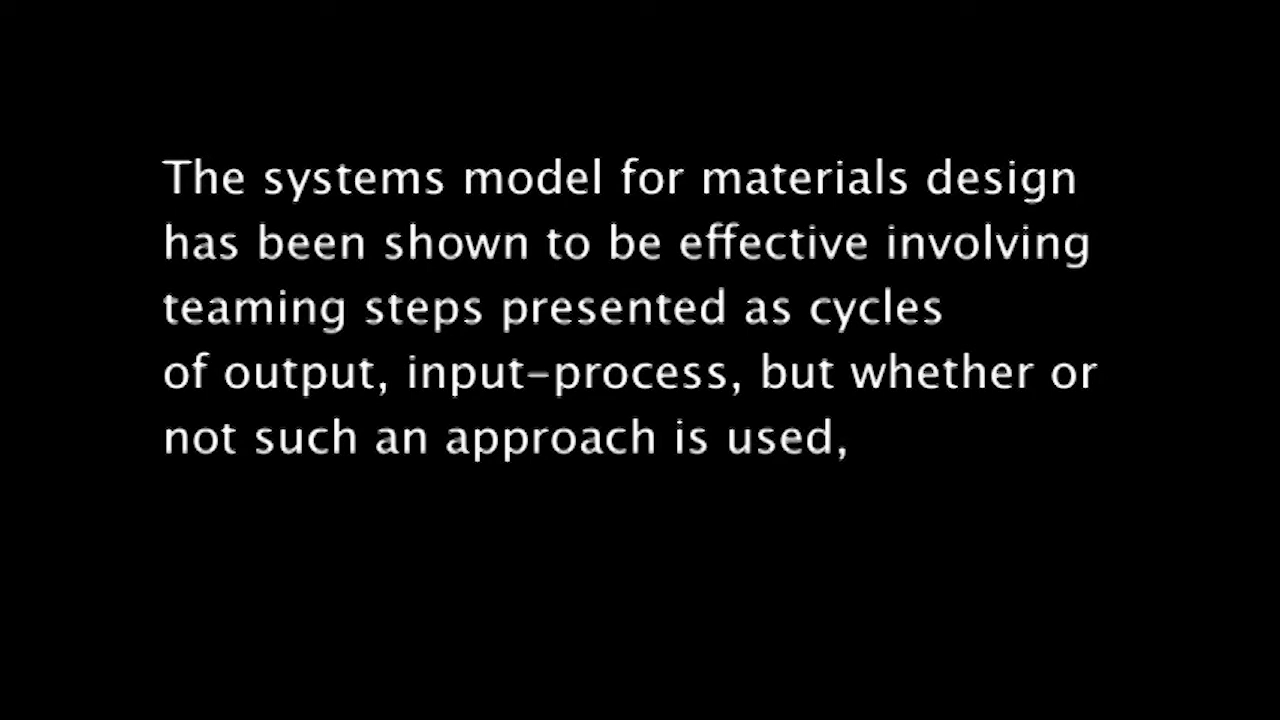 The systems model for materials design
has been shown to be effective involving
teaming steps presented as cycles
of output, input-process, but whether or
not such an approach is used,